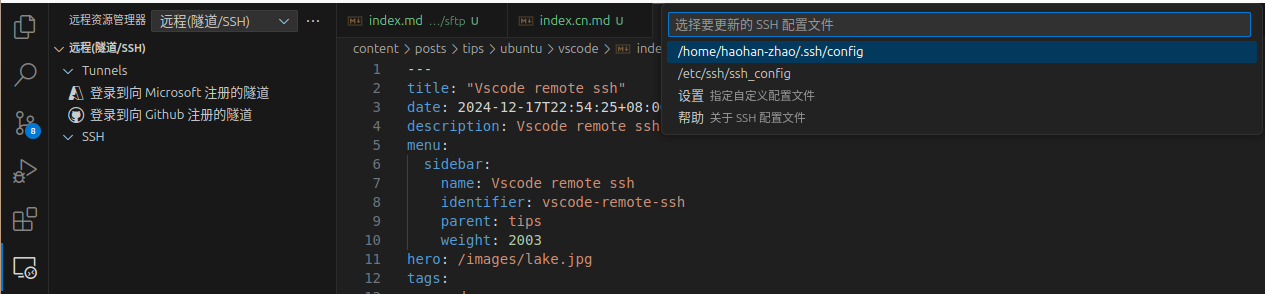 远程资源管理器 远程(隧道/SSH) ···
远程(隧道/SSH)
Tunnels
登录到向 Microsoft 注册的隧道
登录到向 Github 注册的隧道
SSH
8
index.md …/sftp U
index.cn.md U
content > posts > tips > ubuntu > vscode > inde
1 ---
2 title: "Vscode remote ssh"
3 date: 2024-12-17T22:54:25+08:0
4 description: Vscode remote ssh
5 menu:
6 sidebar:
7 name: Vscode remote ssh
8 identifier: vscode-remote-ssh
9 parent: tips
10 weight: 2003
11 hero: /images/lake.jpg
12 tags:
选择要更新的 SSH 配置文件
/home/haohan-zhao/.ssh/config
/etc/ssh/ssh_config
设置 指定自定义配置文件
帮助 关于 SSH 配置文件